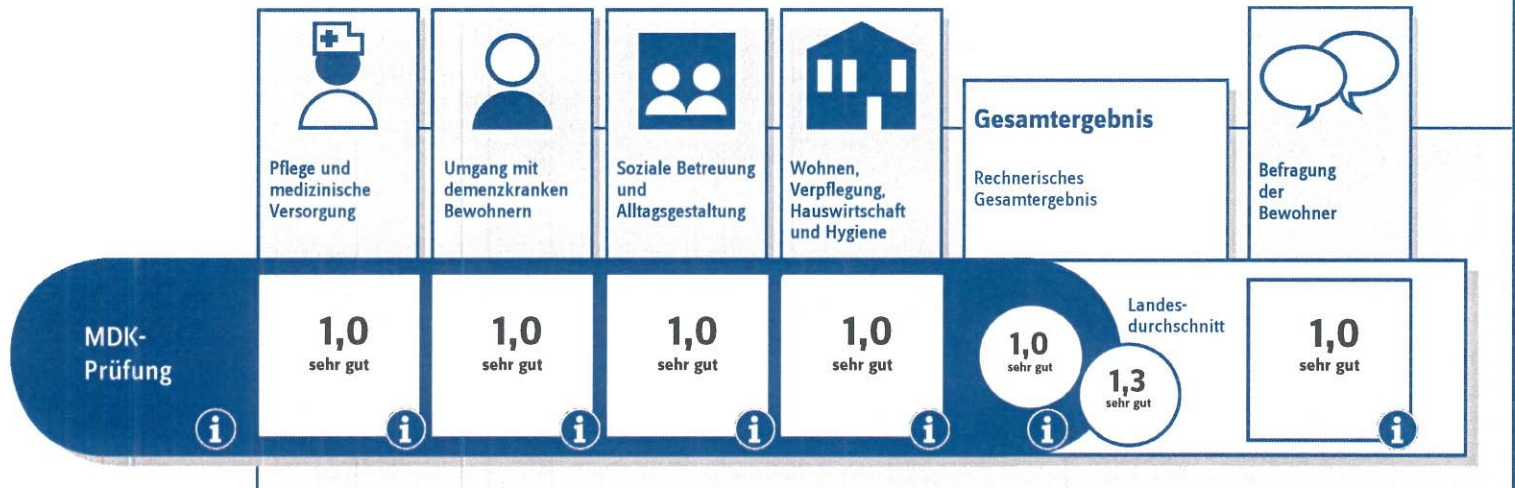 Pflege und
medizinische
Versorgung
Umgang mit
demenzkranken
Bewohnern
Soziale Betreuung
und
Alltagsgestaltung
Wohnen,
Verpflegung,
Hauswirtschaft
und Hygiene
Gesamtergebnis
Rechnerisches
Gesamtergebnis
Befragung
der
Bewohner
MDK-
Prüfung
i
1,0
sehr gut
i
1,0
sehr gut
i
1,0
sehr gut
i
1,0
sehr gut
i
1,0
sehr gut
i
Landes-
durchschnitt
1,3
sehr gut
1,0
sehr gut
i